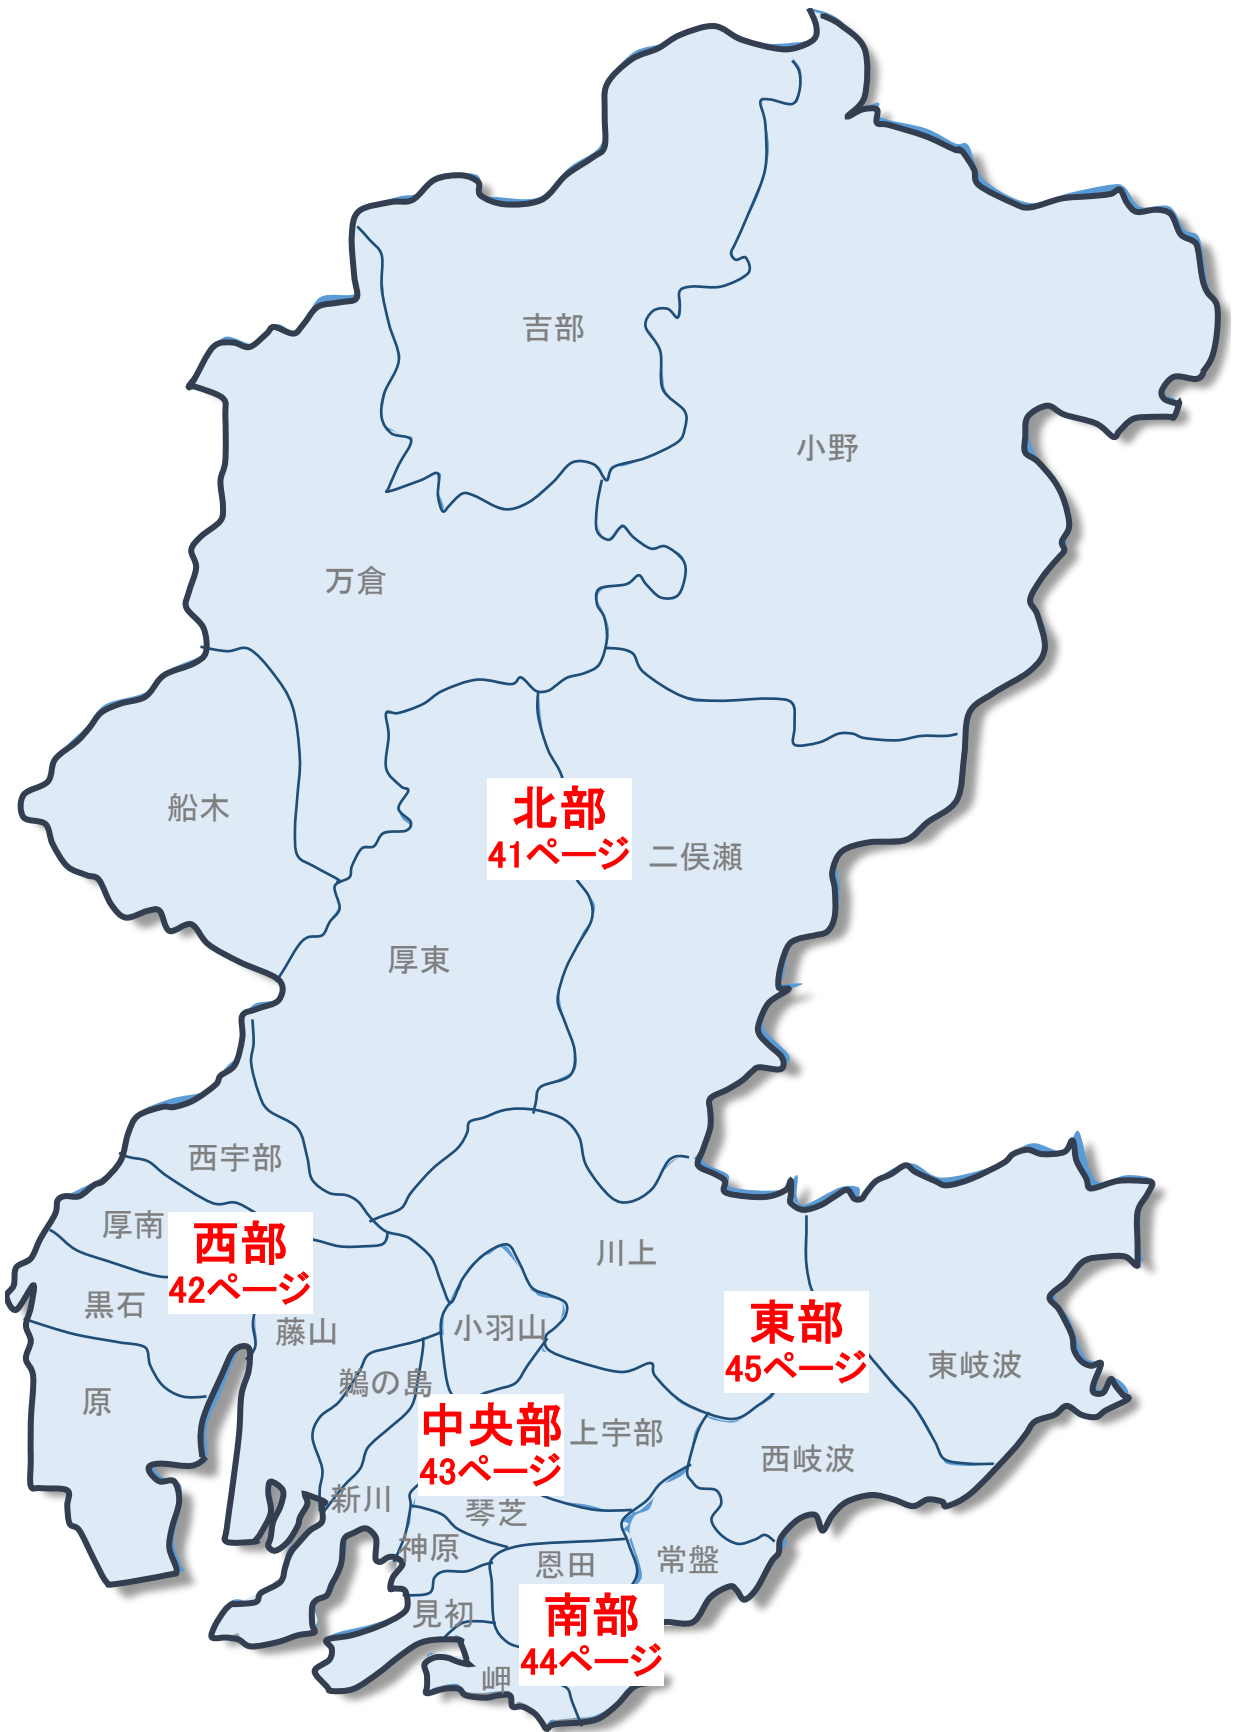 吉部
小野
万倉
船木
北部
41ページ
二俣瀬
厚東
西宇部
厚南
西部
42ページ
川上
黒石
藤山
小羽山
東部
45ページ
東岐波
鵜の島
原
中央部
43ページ
上宇部
西岐波
新川
琴芝
神原
恩田
常盤
見初
南部
44ページ
岬